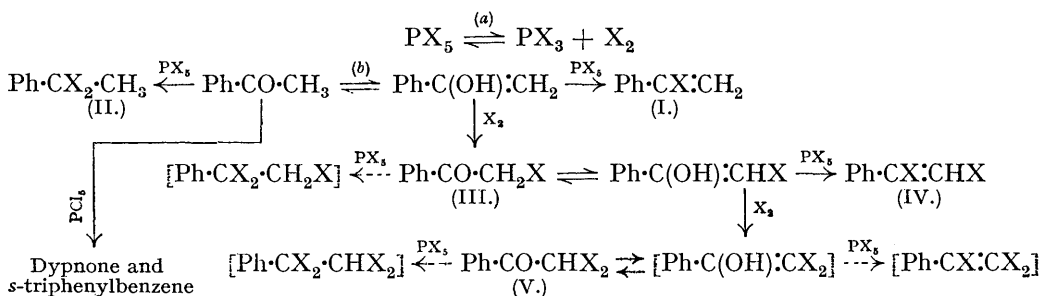 (a)
PX₅ ⇌ PX₃ + X₂
PX₅ (b) PX₅
Ph·CX₂·CH₃ ← Ph·CO·CH₃ ⇌ Ph·C(OH):CH₂ → Ph·CX:CH₂
(II.) (I.)
X₂
PX₅ PX₅
[Ph·CX₂·CH₂X] ⇠ Ph·CO·CH₂X ⇌ Ph·C(OH):CHX → Ph·CX:CHX
(III.) (IV.)
PCl₅ X₂
PX₅ PX₅
Dypnone and [Ph·CX₂·CHX₂] ⇠ Ph·CO·CHX₂ ⇄ [Ph·C(OH):CX₂] ⇢ [Ph·CX:CX₂]
s-triphenylbenzene (V.)